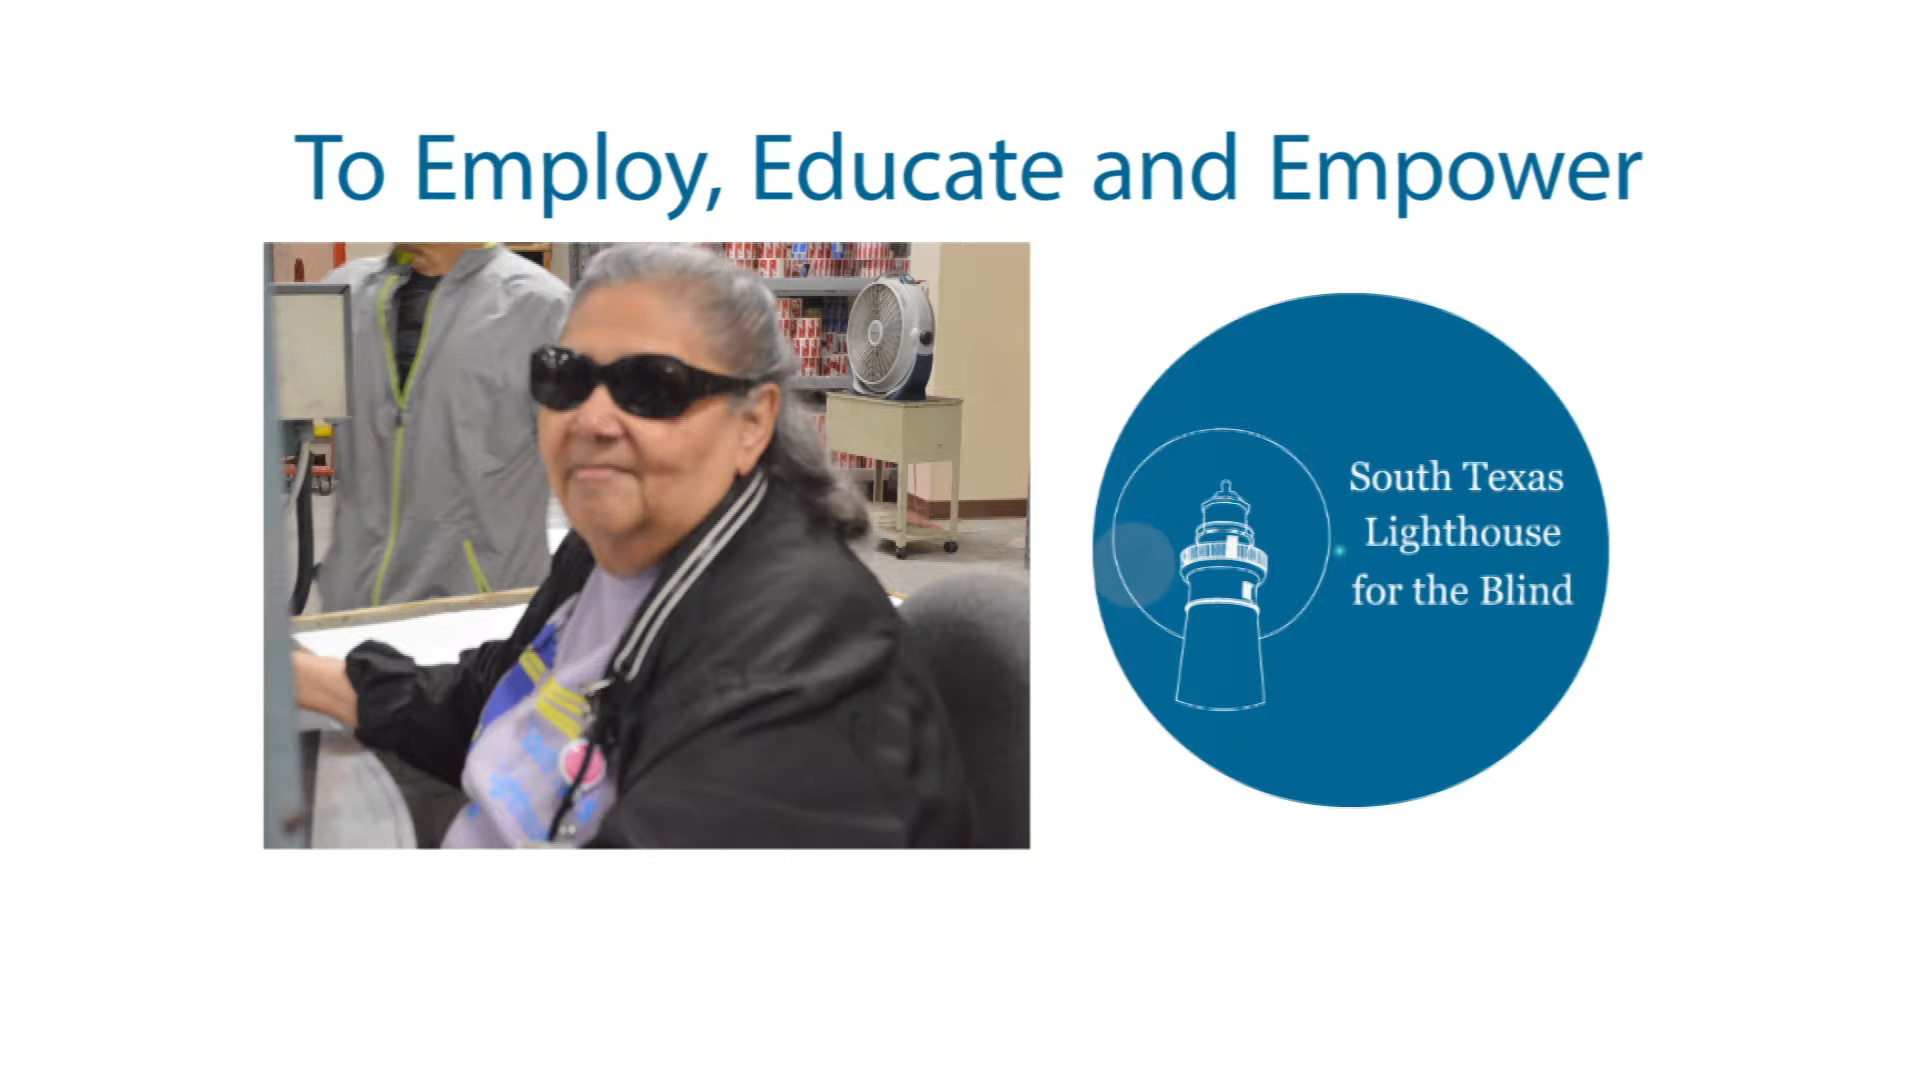 To Employ, Educate and Empower
South Texas
Lighthouse
for the Blind